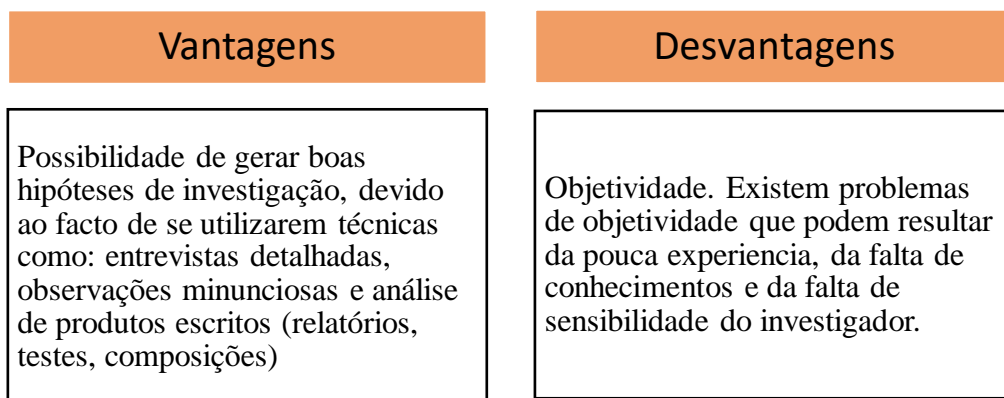 Vantagens
Possibilidade de gerar boas
hipóteses de investigação, devido
ao facto de se utilizarem técnicas
como: entrevistas detalhadas,
observações minunciosas e análise
de produtos escritos (relatórios,
testes, composições)
Desvantagens
Objetividade. Existem problemas
de objetividade que podem resultar
da pouca experiencia, da falta de
conhecimentos e da falta de
sensibilidade do investigador.